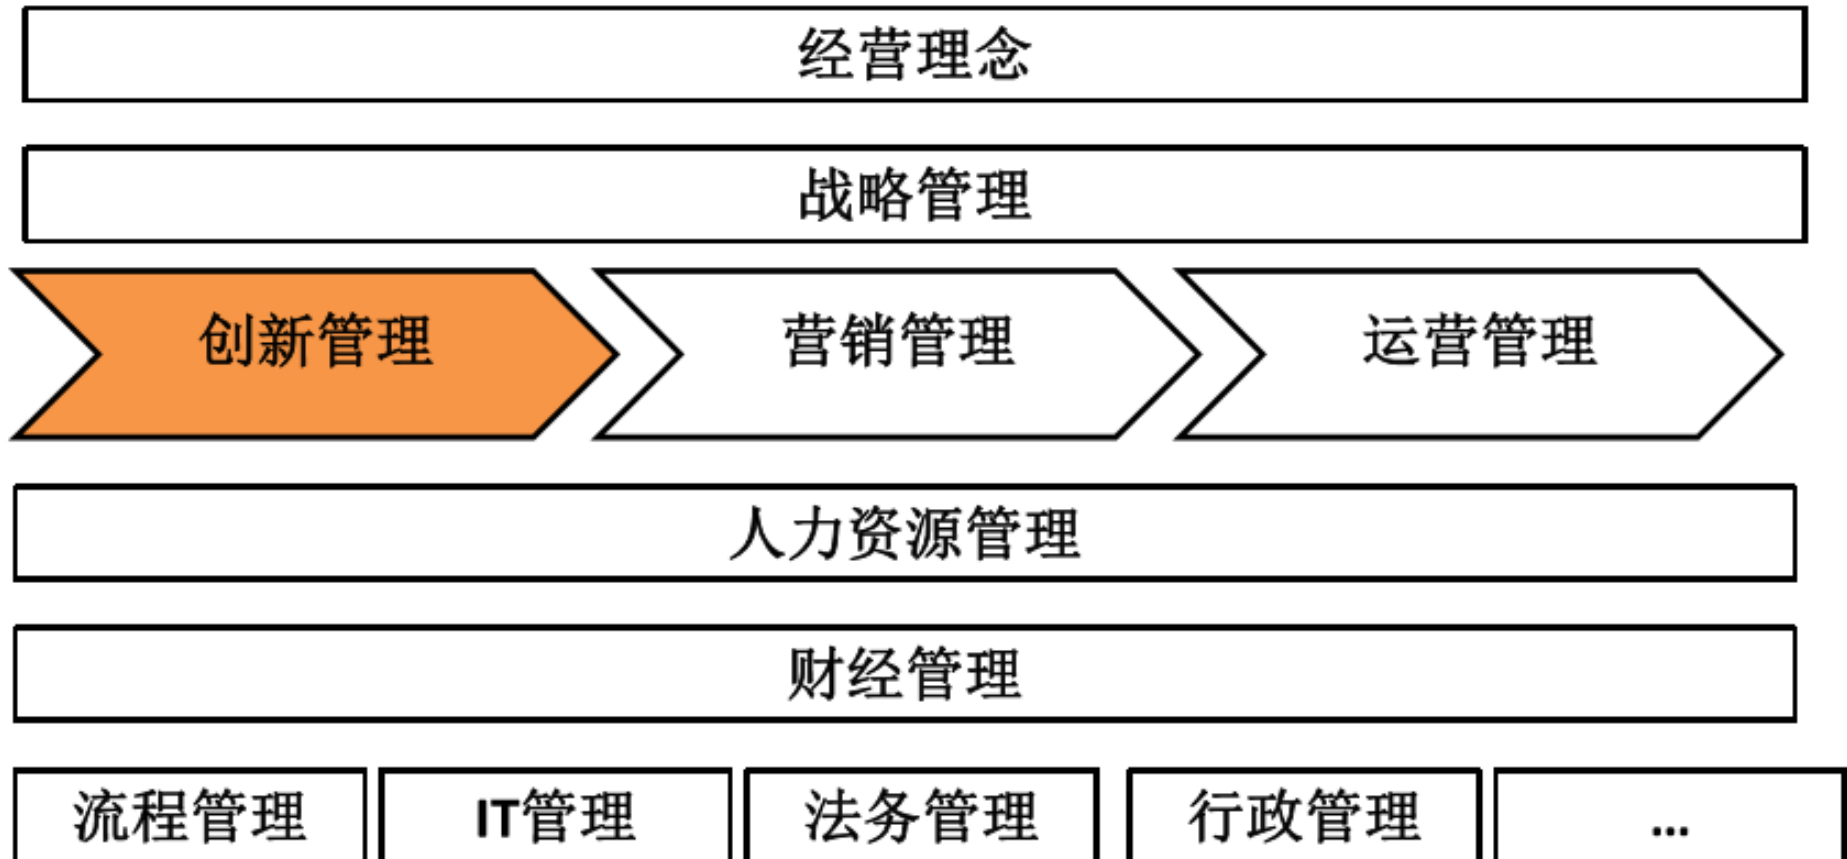 经营理念
战略管理
创新管理 营销管理 运营管理
人力资源管理
财经管理
流程管理 IT管理 法务管理 行政管理 ...